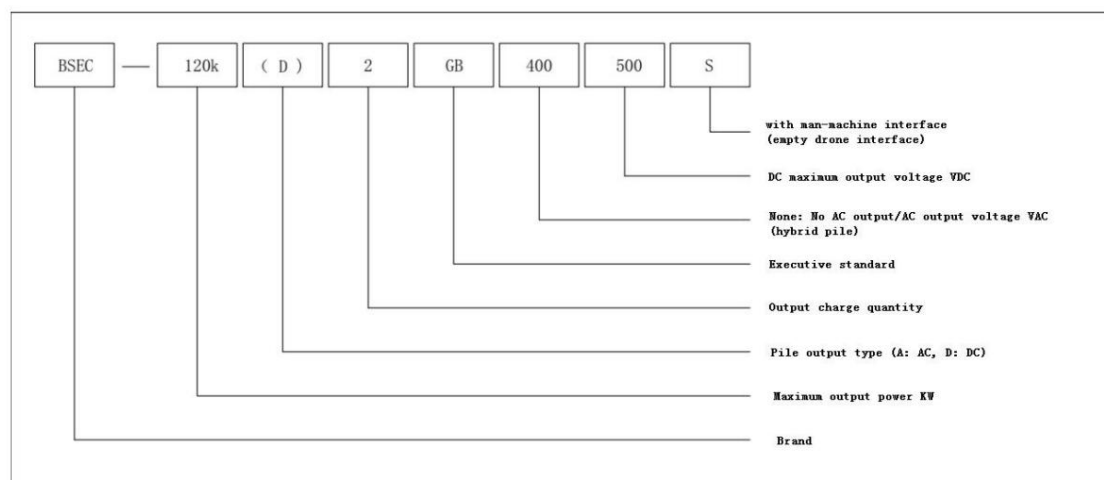 BSEC — 120k (D) 2 GB 400 500 S
with man-machine interface
(empty drone interface)
DC maximum output voltage VDC
None: No AC output/AC output voltage VAC
(hybrid pile)
Executive standard
Output charge quantity
Pile output type (A: AC, D: DC)
Maximum output power KW
Brand